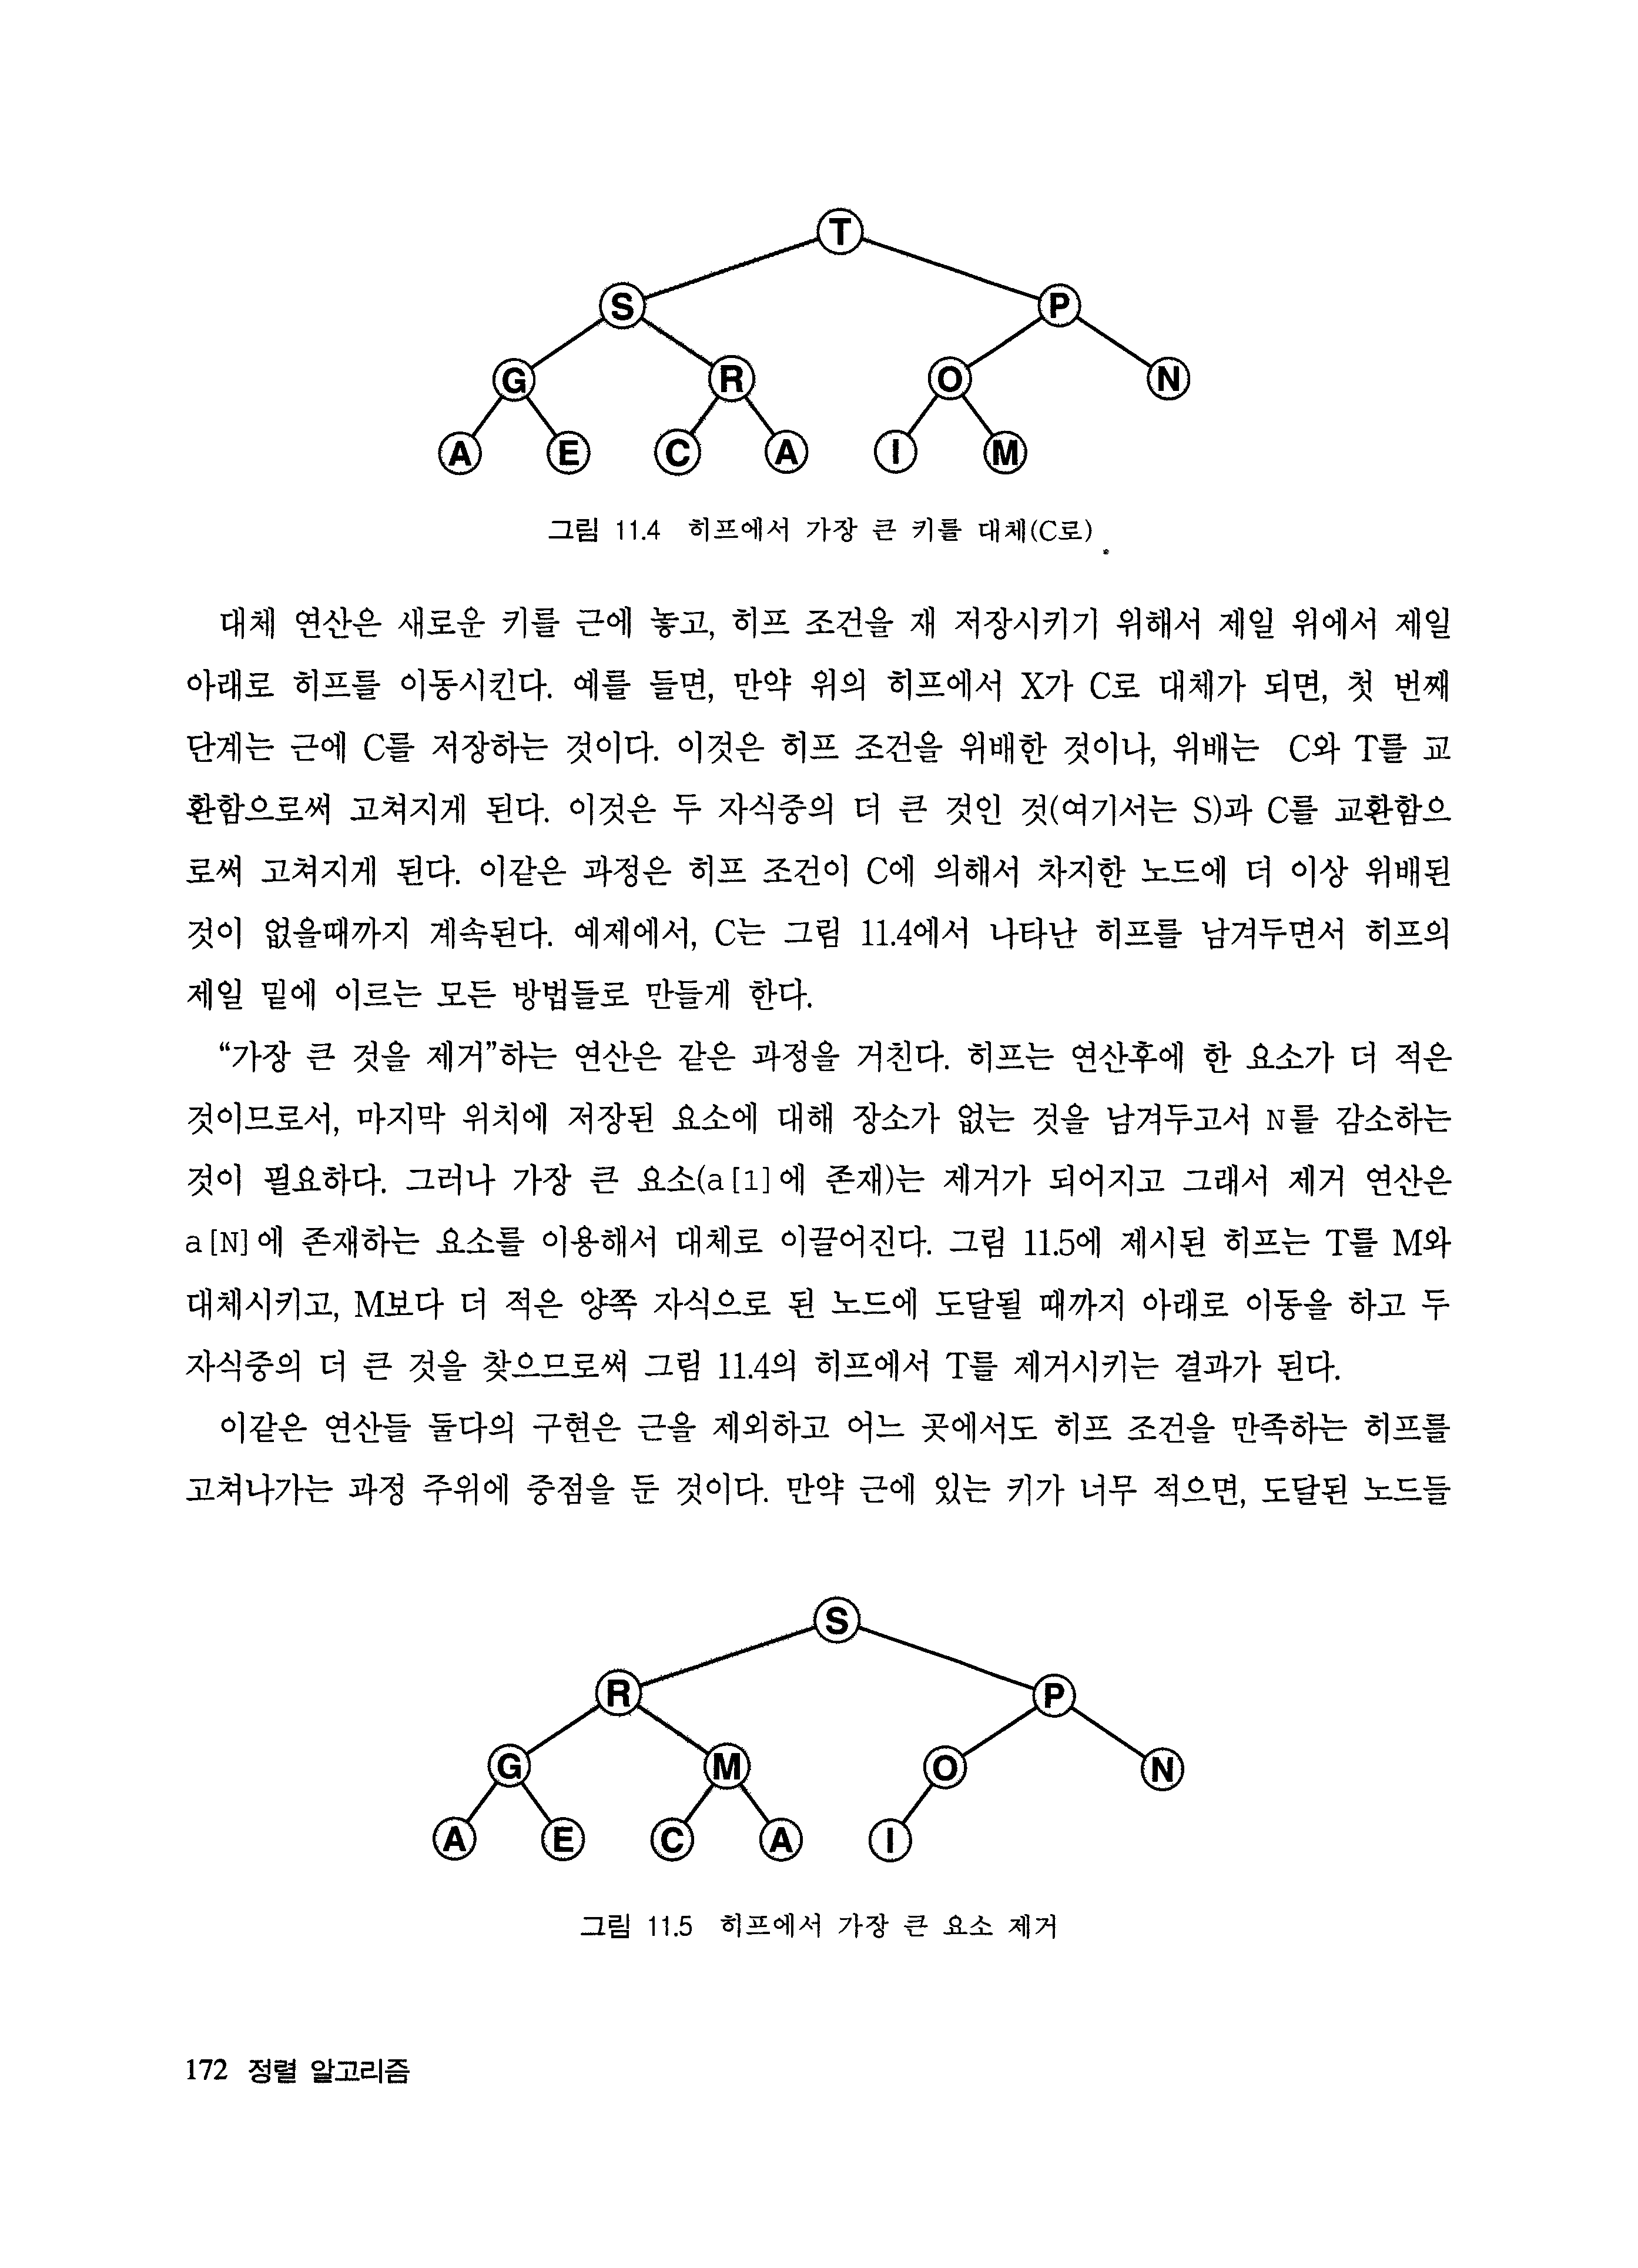 T
S P
G R O N
A E C A I M
그림 11.4 히프에서 가장 큰 키를 대체(C로)
대체 연산은 새로운 키를 근에 놓고, 히프 조건을 재 저장시키기 위해서 제일 위에서 제일
아래로 히프를 이동시킨다. 예를 들면, 만약 위의 히프에서 X가 C로 대체가 되면, 첫 번째
단계는 근에 C를 저장하는 것이다. 이것은 히프 조건을 위배한 것이나, 위배는 C와 T를 교
환함으로써 고쳐지게 된다. 이것은 두 자식중의 더 큰 것인 것(여기서는 S)과 C를 교환함으
로써 고쳐지게 된다. 이같은 과정은 히프 조건이 C에 의해서 차지한 노드에 더 이상 위배된
것이 없을때까지 계속된다. 예제에서, C는 그림 11.4에서 나타난 히프를 남겨두면서 히프의
제일 밑에 이르는 모든 방법들로 만들게 한다.
“가장 큰 것을 제거”하는 연산은 같은 과정을 거친다. 히프는 연산후에 한 요소가 더 적은
것이므로서, 마지막 위치에 저장된 요소에 대해 장소가 없는 것을 남겨두고서 N를 감소하는
것이 필요하다. 그러나 가장 큰 요소(a[1]에 존재)는 제거가 되어지고 그래서 제거 연산은
a[N]에 존재하는 요소를 이용해서 대체로 이끌어진다. 그림 11.5에 제시된 히프는 T를 M와
대체시키고, M보다 더 적은 양쪽 자식으로 된 노드에 도달될 때까지 아래로 이동을 하고 두
자식중의 더 큰 것을 찾으므로써 그림 11.4의 히프에서 T를 제거시키는 결과가 된다.
이같은 연산들 둘다의 구현은 근을 제외하고 어느 곳에서도 히프 조건을 만족하는 히프를
고쳐나가는 과정 주위에 중점을 둔 것이다. 만약 근에 있는 키가 너무 적으면, 도달된 노드들
S
R P
G M O N
A E C A I
그림 11.5 히프에서 가장 큰 요소 제거
172 정렬 알고리즘